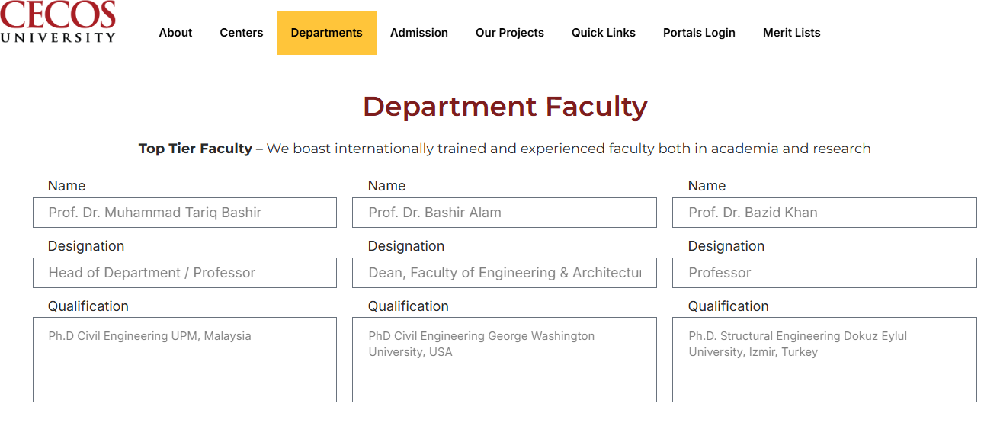 CECOS
UNIVERSITY
About Centers Departments Admission Our Projects Quick Links Portals Login Merit Lists
Department Faculty
Top Tier Faculty – We boast internationally trained and experienced faculty both in academia and research
Name
Prof. Dr. Muhammad Tariq Bashir
Designation
Head of Department / Professor
Qualification
Ph.D Civil Engineering UPM, Malaysia
Name
Prof. Dr. Bashir Alam
Designation
Dean, Faculty of Engineering & Architectur
Qualification
PhD Civil Engineering George Washington
University, USA
Name
Prof. Dr. Bazid Khan
Designation
Professor
Qualification
Ph.D. Structural Engineering Dokuz Eylul
University, Izmir, Turkey